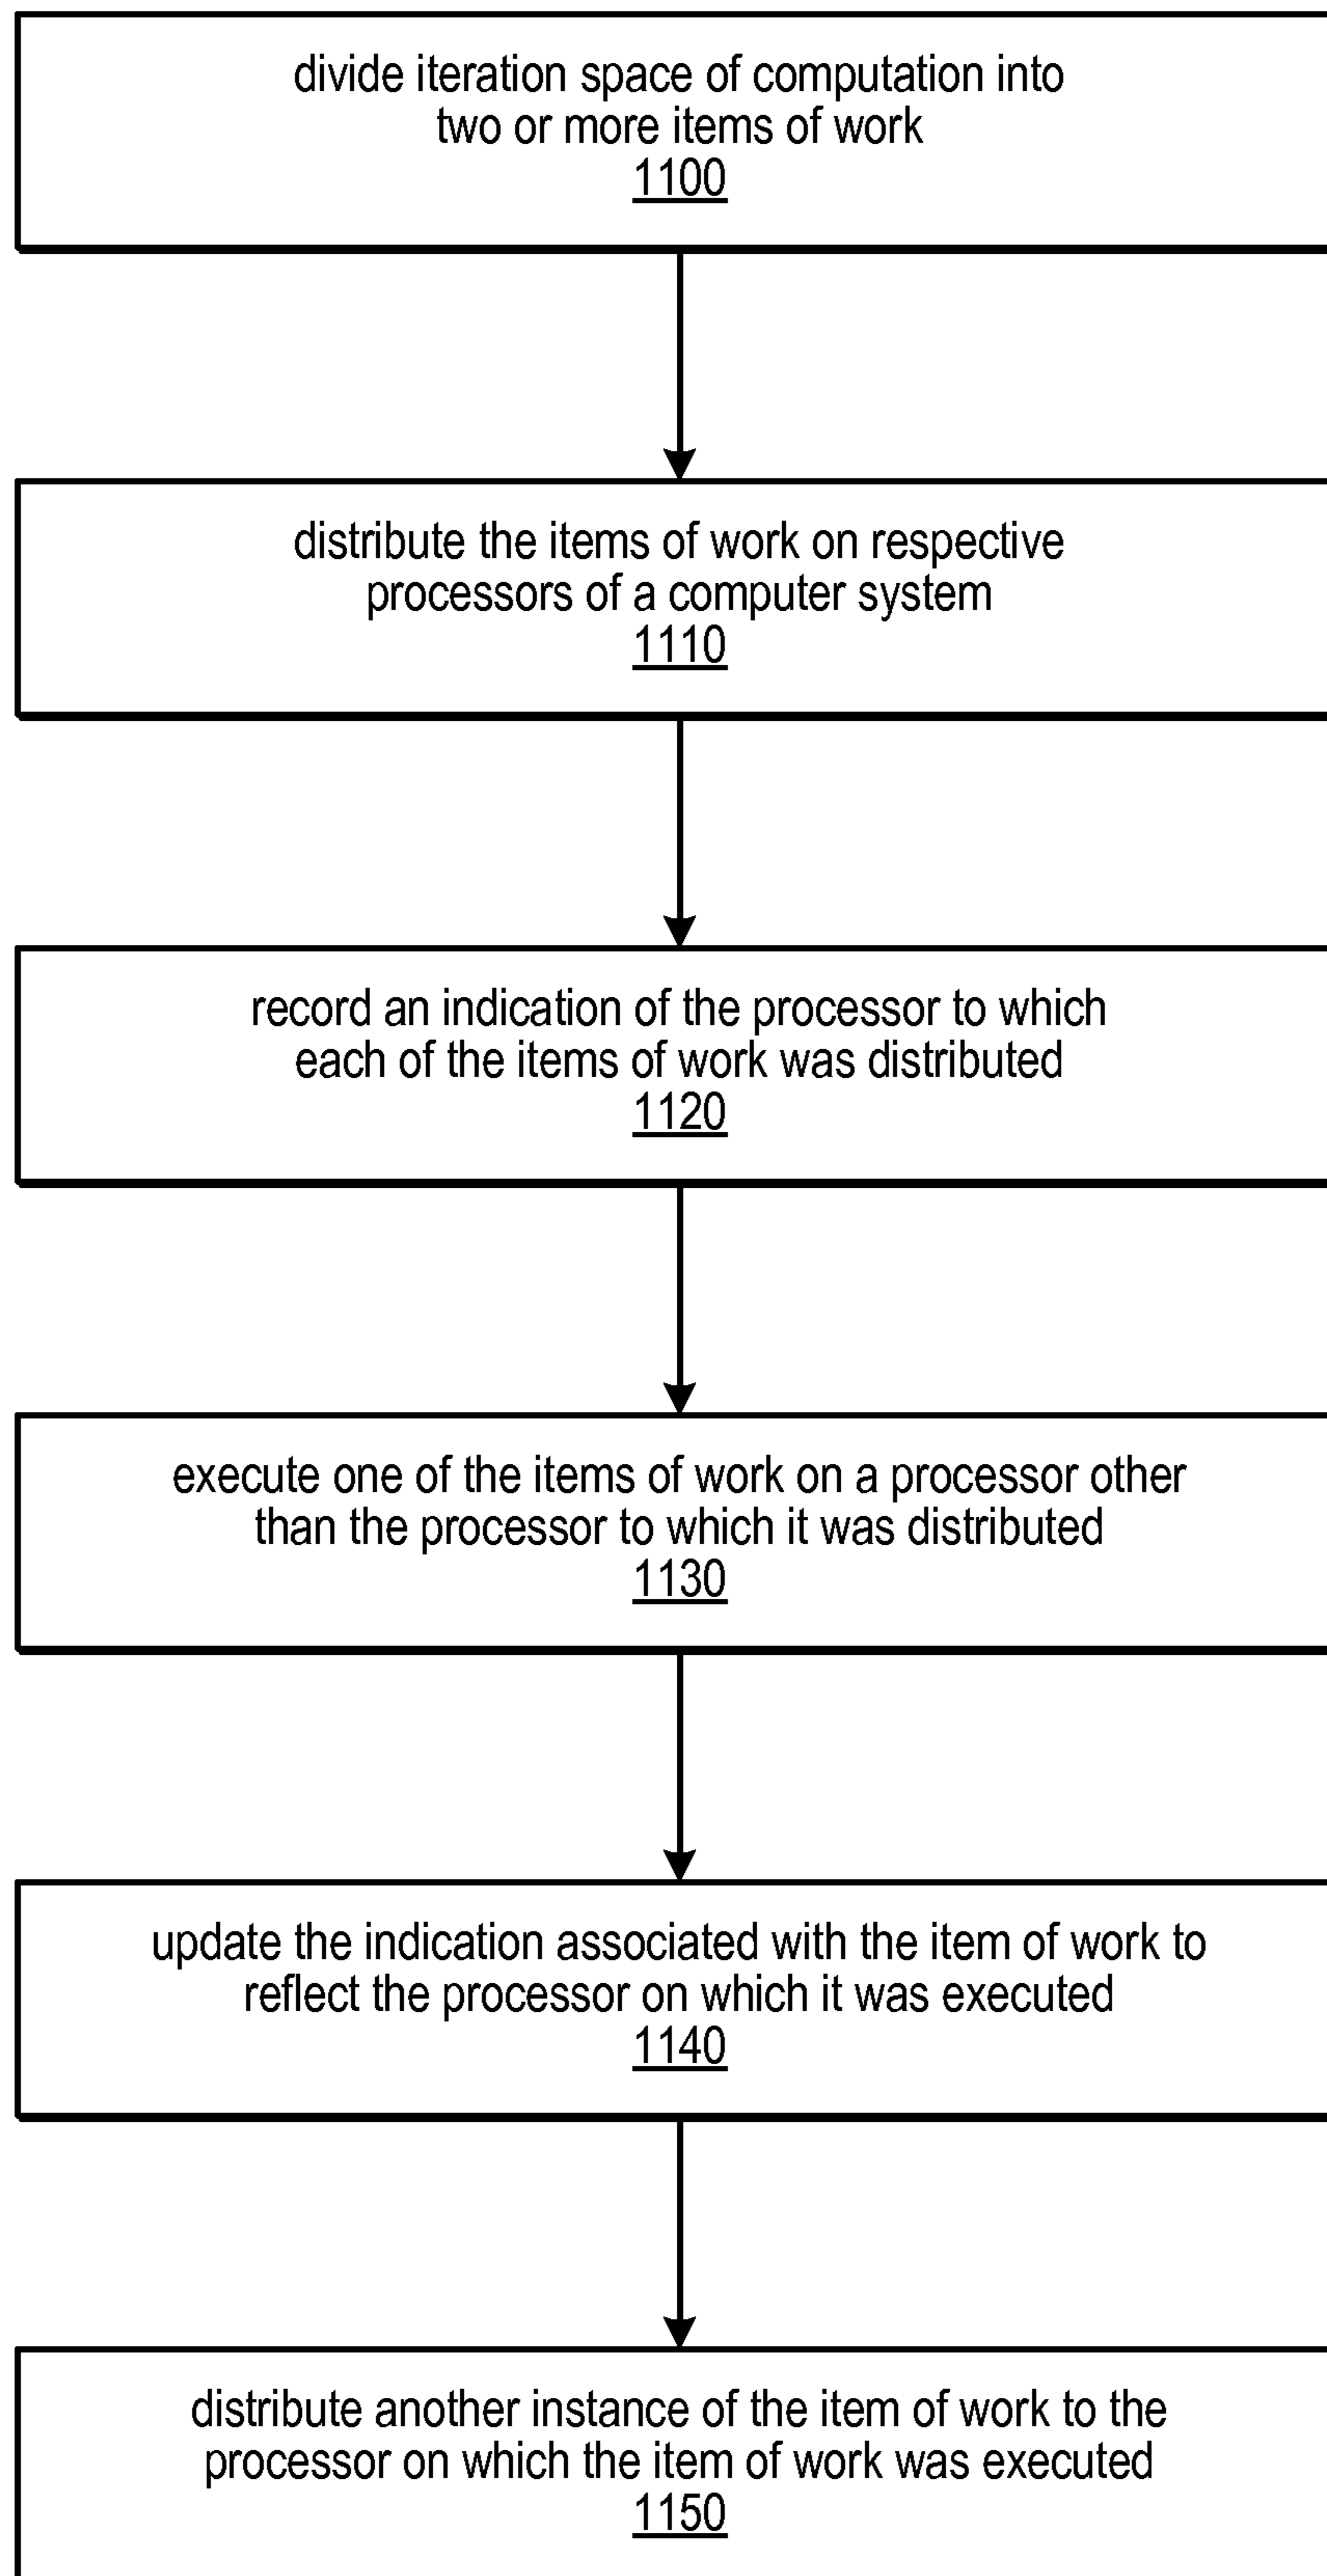 divide iteration space of computation into
two or more items of work
1100
distribute the items of work on respective
processors of a computer system
1110
record an indication of the processor to which
each of the items of work was distributed
1120
execute one of the items of work on a processor other
than the processor to which it was distributed
1130
update the indication associated with the item of work to
reflect the processor on which it was executed
1140
distribute another instance of the item of work to the
processor on which the item of work was executed
1150